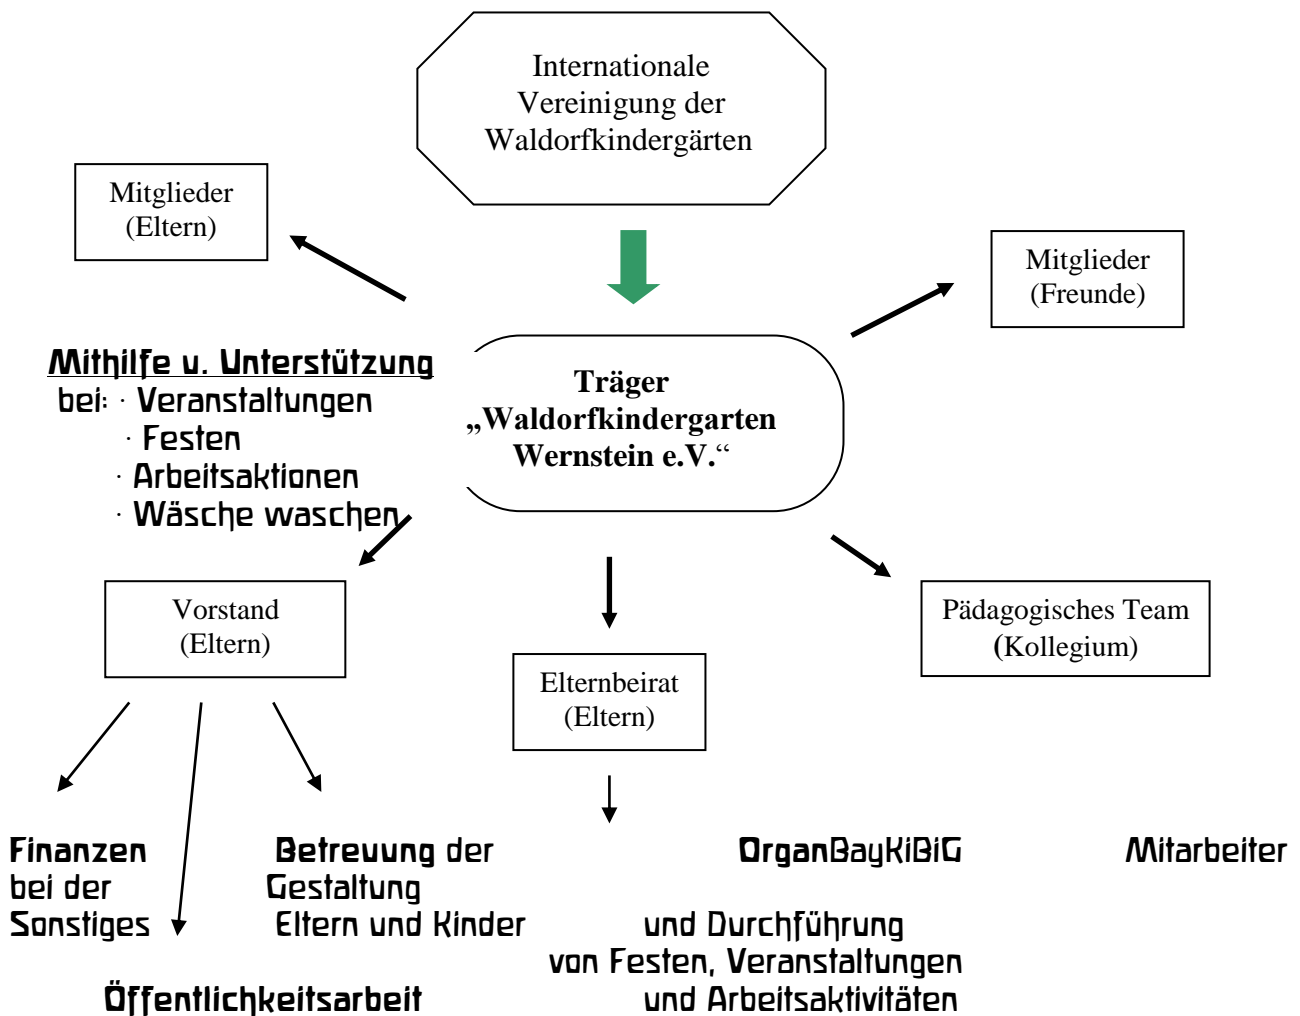 Internationale
Vereinigung der
Waldorfkindergärten
Mitglieder
(Eltern)
Mitglieder
(Freunde)
Mithilfe u. Unterstützung
bei: · Veranstaltungen
· Festen
· Arbeitsaktionen
· Wäsche waschen
Träger
„Waldorfkindergarten
Wernstein e.V.“
Vorstand
(Eltern)
Elternbeirat
(Eltern)
Pädagogisches Team
(Kollegium)
Finanzen Betreuung der OrganBayKiBiG Mitarbeiter
bei der Gestaltung
Sonstiges Eltern und Kinder und Durchführung
von Festen, Veranstaltungen
Öffentlichkeitsarbeit und Arbeitsaktivitäten